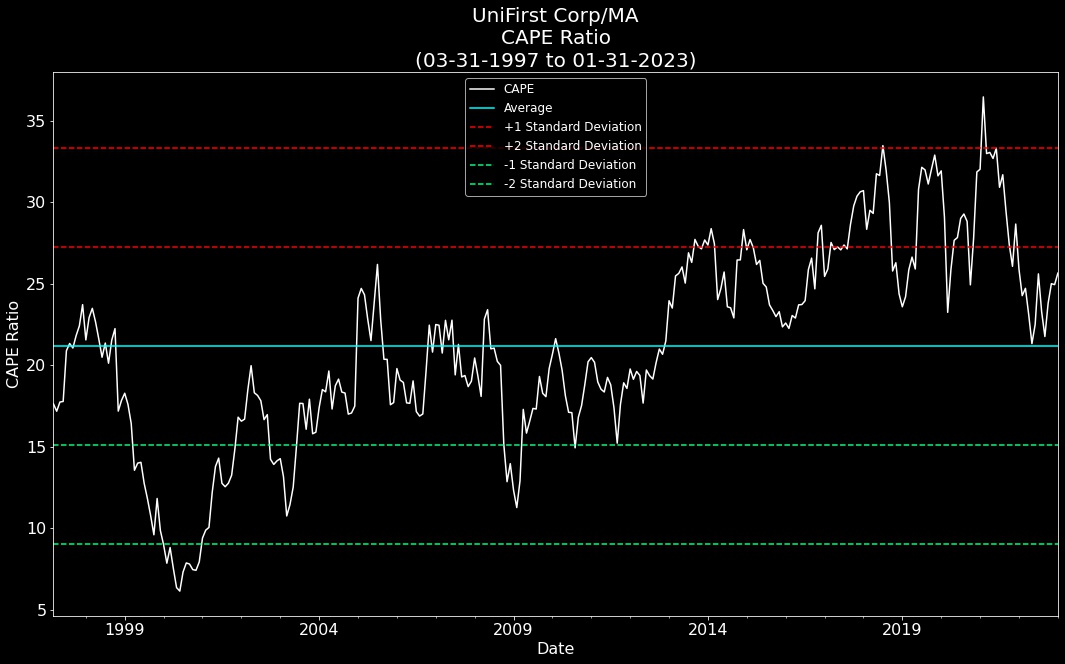 UniFirst Corp/MA
CAPE Ratio
(03-31-1997 to 01-31-2023)
CAPE
Average
+1 Standard Deviation
+2 Standard Deviation
-1 Standard Deviation
-2 Standard Deviation
CAPE Ratio
35
30
25
20
15
10
5
1999 2004 2009 2014 2019
Date